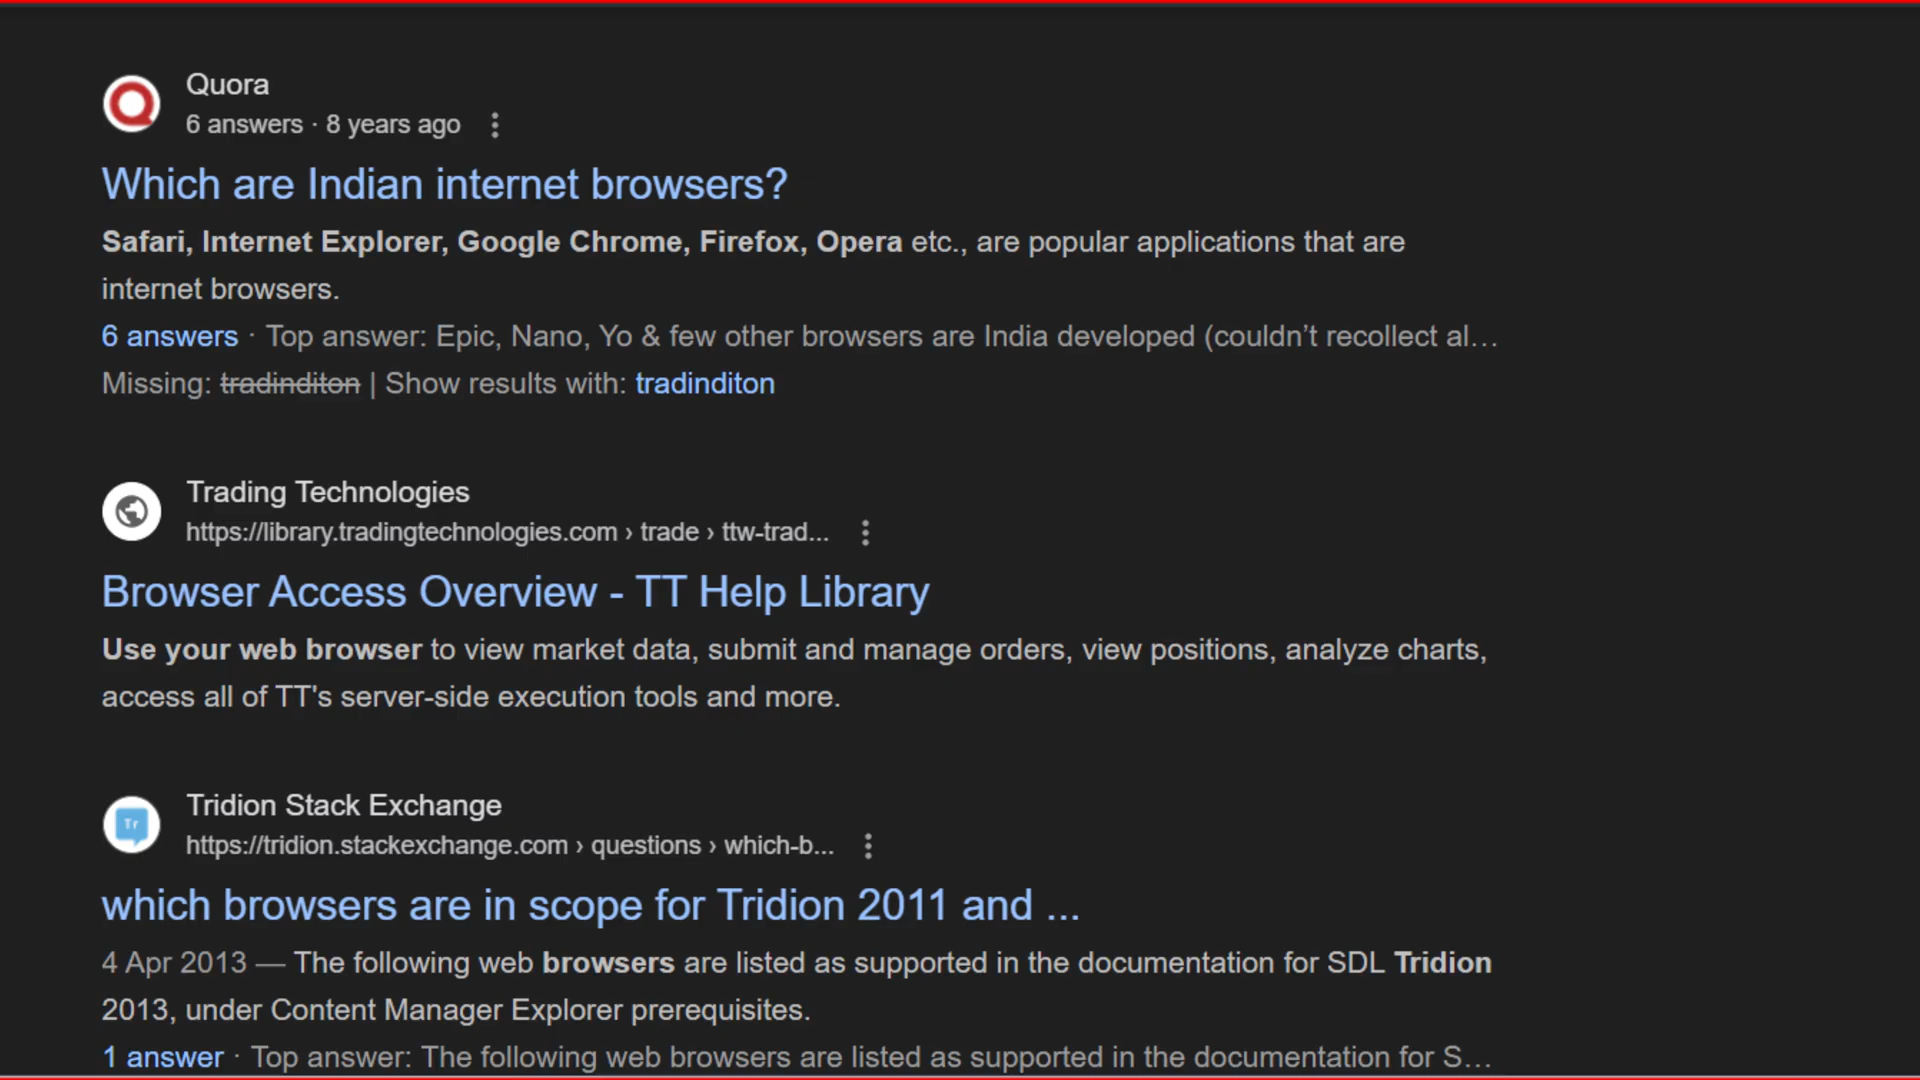 Quora
6 answers · 8 years ago
Which are Indian internet browsers?
Safari, Internet Explorer, Google Chrome, Firefox, Opera etc., are popular applications that are
internet browsers.
6 answers · Top answer: Epic, Nano, Yo & few other browsers are India developed (couldn’t recollect al...
Missing: tradinditon | Show results with: tradinditon
Trading Technologies
https://library.tradingtechnologies.com › trade › ttw-trad...
Browser Access Overview - TT Help Library
Use your web browser to view market data, submit and manage orders, view positions, analyze charts,
access all of TT's server-side execution tools and more.
Tr
Tridion Stack Exchange
https://tridion.stackexchange.com › questions › which-b...
which browsers are in scope for Tridion 2011 and ...
4 Apr 2013 — The following web browsers are listed as supported in the documentation for SDL Tridion
2013, under Content Manager Explorer prerequisites.
1 answer · Top answer: The following web browsers are listed as supported in the documentation for S...